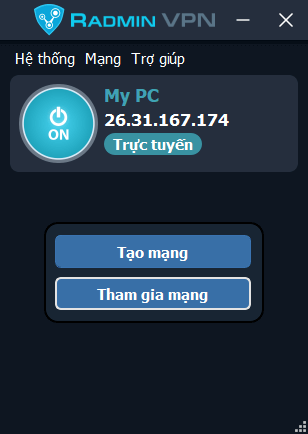 RADMIN VPN
Hệ thống Mạng Trợ giúp
ON
My PC
26.31.167.174
Trực tuyến
Tạo mạng
Tham gia mạng